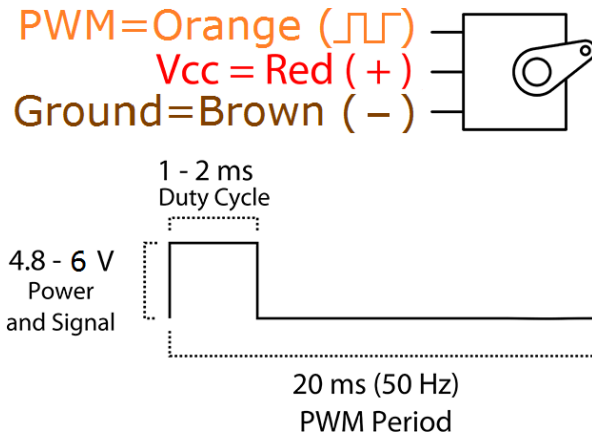 PWM=Orange (⎍⎍)
Vcc = Red ( + )
Ground=Brown ( − )
1 - 2 ms
Duty Cycle
4.8 - 6 V
Power
and Signal
20 ms (50 Hz)
PWM Period